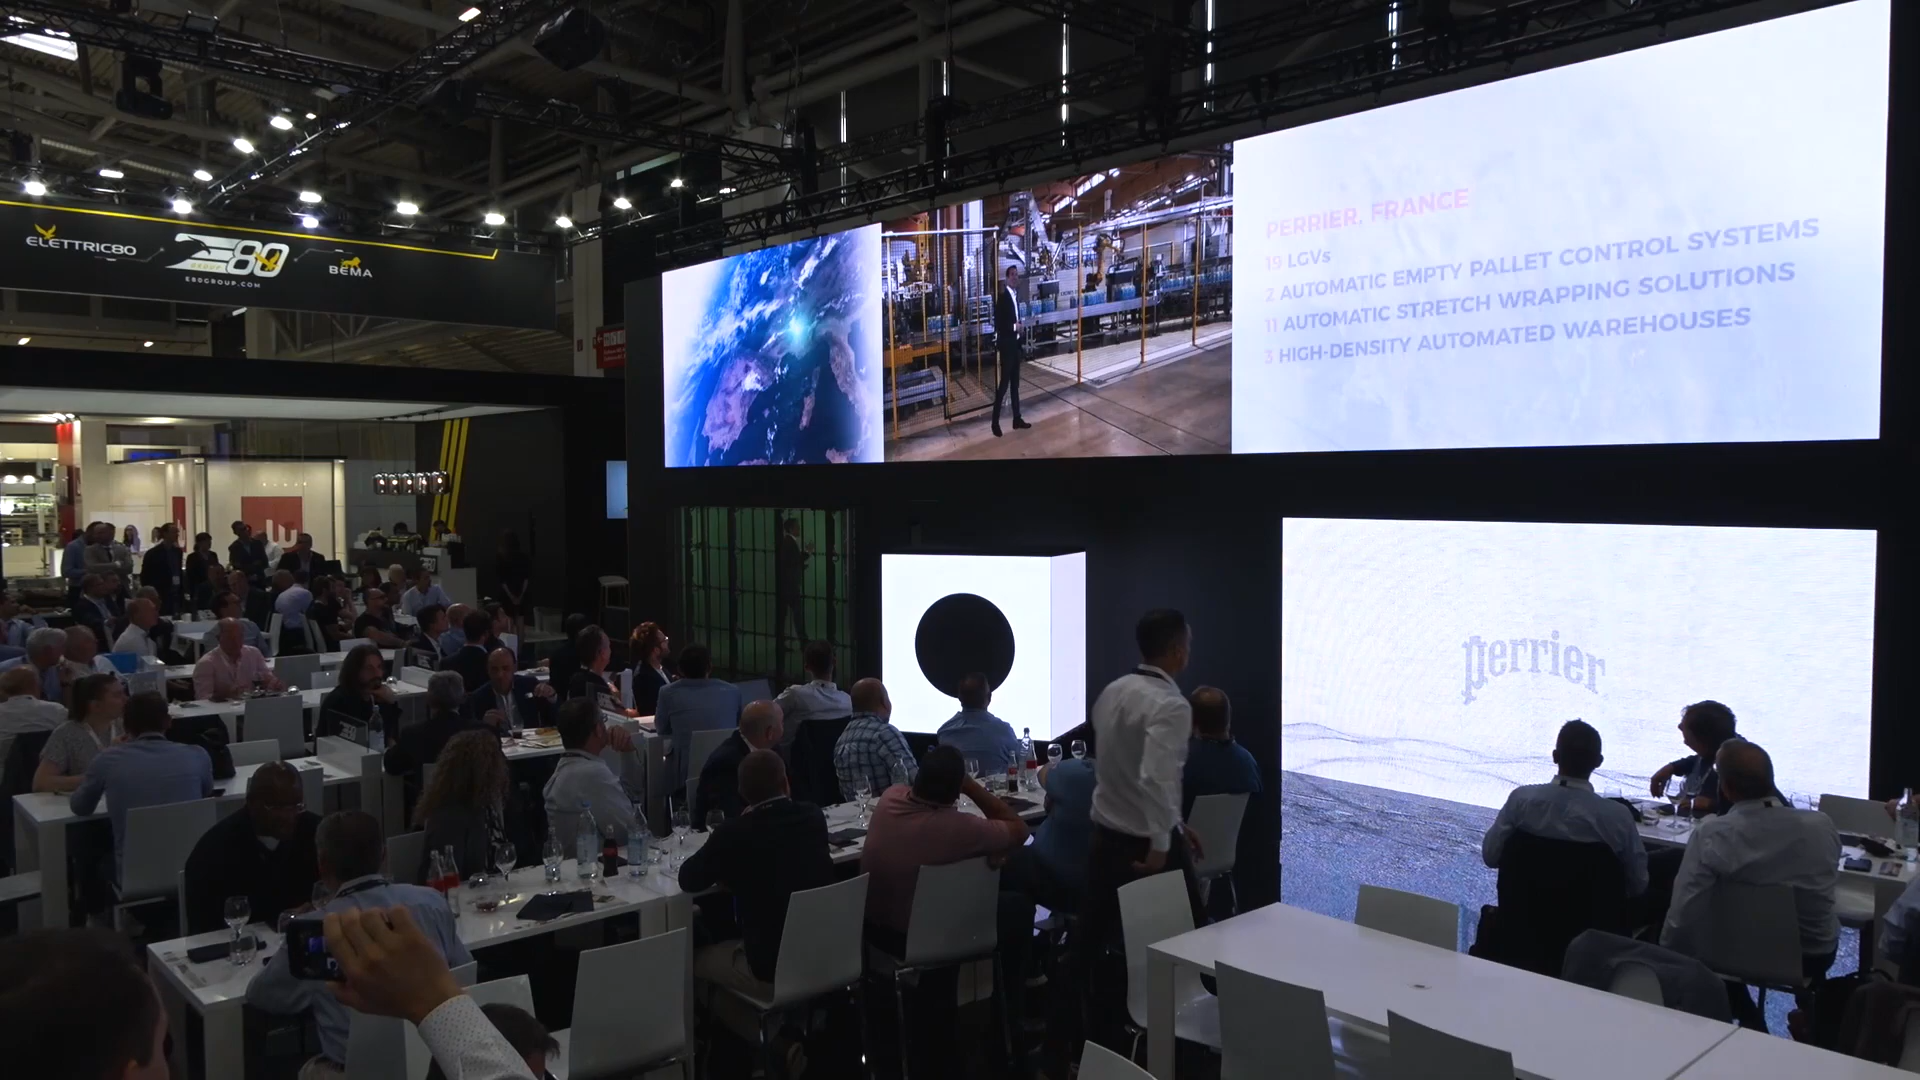 ELETTRIC80
E80
GROUP
E80GROUP.COM
BEMA
PERRIER, FRANCE
19 LGVs
2 AUTOMATIC EMPTY PALLET CONTROL SYSTEMS
11 AUTOMATIC STRETCH WRAPPING SOLUTIONS
3 HIGH-DENSITY AUTOMATED WAREHOUSES
perrier